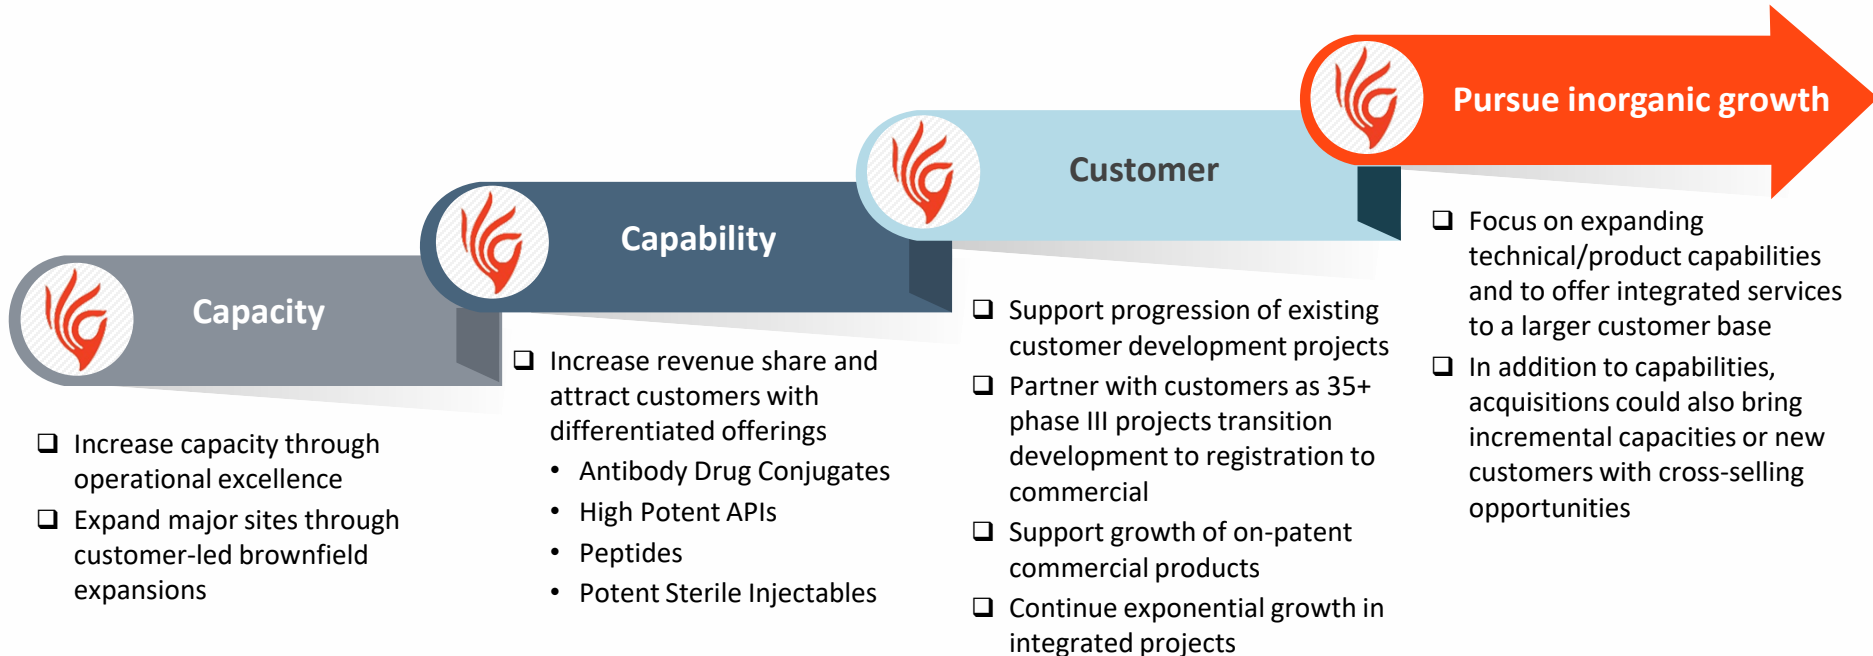 Capacity
❑ Increase capacity through
operational excellence
❑ Expand major sites through
customer-led brownfield
expansions
Capability
❑ Increase revenue share and
attract customers with
differentiated offerings
• Antibody Drug Conjugates
• High Potent APIs
• Peptides
• Potent Sterile Injectables
Customer
❑ Support progression of existing
customer development projects
❑ Partner with customers as 35+
phase III projects transition
development to registration to
commercial
❑ Support growth of on-patent
commercial products
❑ Continue exponential growth in
integrated projects
Pursue inorganic growth
❑ Focus on expanding
technical/product capabilities
and to offer integrated services
to a larger customer base
❑ In addition to capabilities,
acquisitions could also bring
incremental capacities or new
customers with cross-selling
opportunities